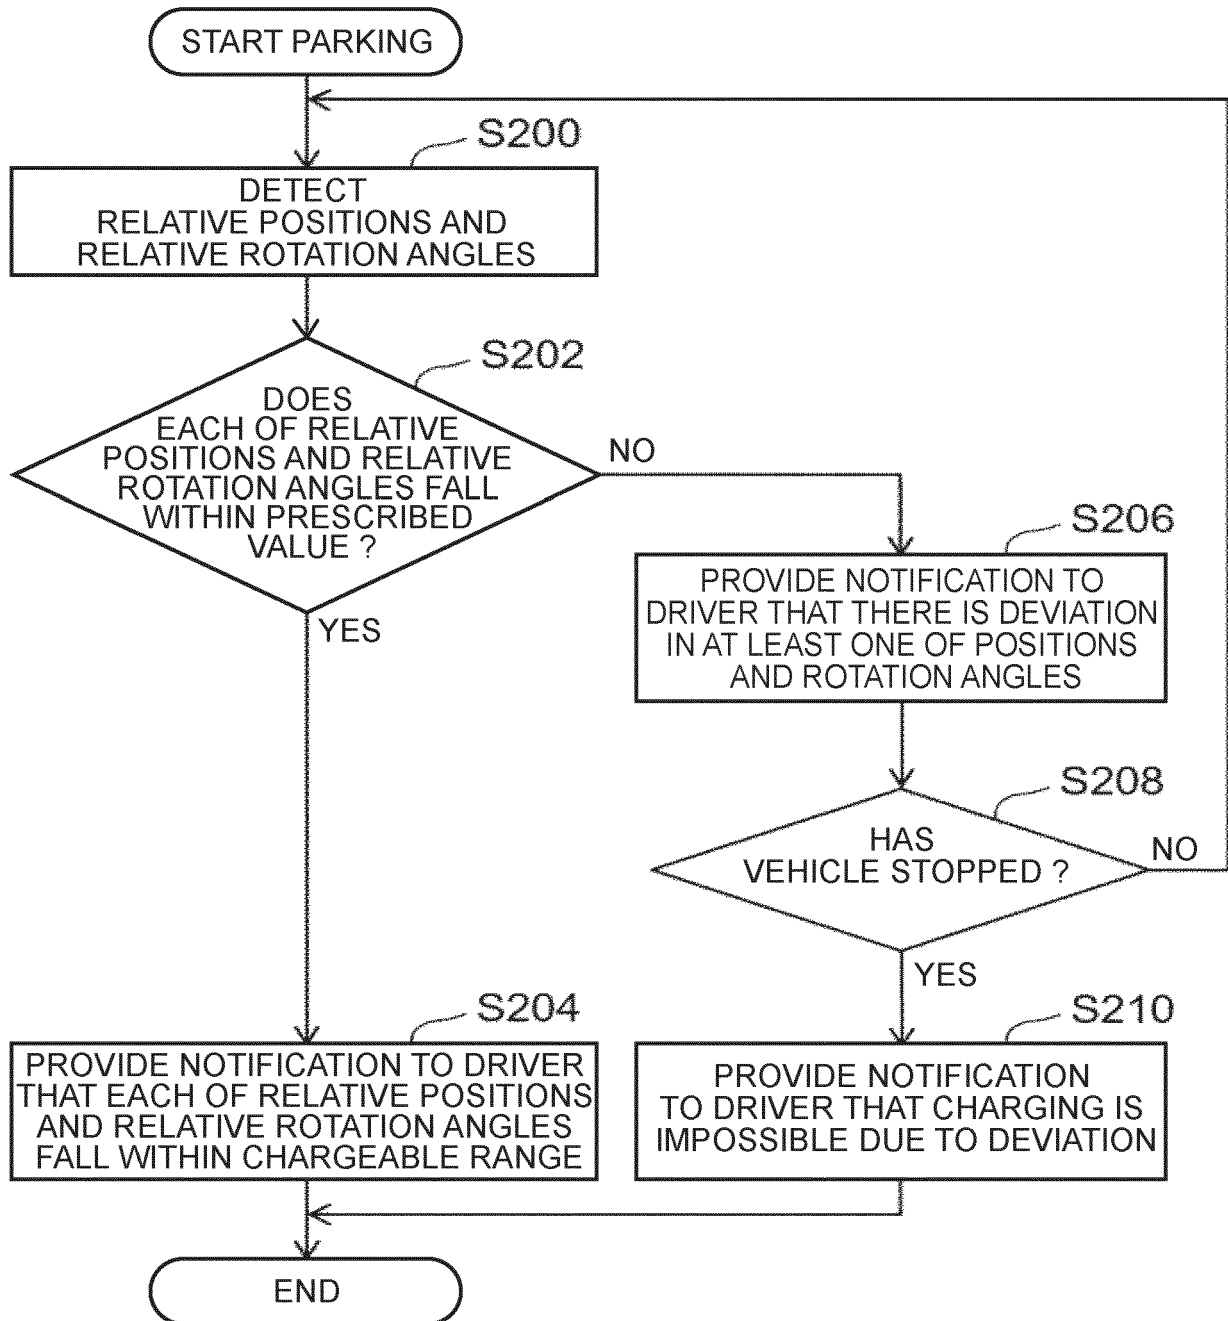 START PARKING
S200
DETECT
RELATIVE POSITIONS AND
RELATIVE ROTATION ANGLES
S202
DOES
EACH OF RELATIVE
POSITIONS AND RELATIVE
ROTATION ANGLES FALL
WITHIN PRESCRIBED
VALUE ?
NO
YES
S206
PROVIDE NOTIFICATION TO
DRIVER THAT THERE IS DEVIATION
IN AT LEAST ONE OF POSITIONS
AND ROTATION ANGLES
S208
HAS
VEHICLE STOPPED ?
NO
YES
S204
PROVIDE NOTIFICATION TO DRIVER
THAT EACH OF RELATIVE POSITIONS
AND RELATIVE ROTATION ANGLES
FALL WITHIN CHARGEABLE RANGE
S210
PROVIDE NOTIFICATION
TO DRIVER THAT CHARGING IS
IMPOSSIBLE DUE TO DEVIATION
END